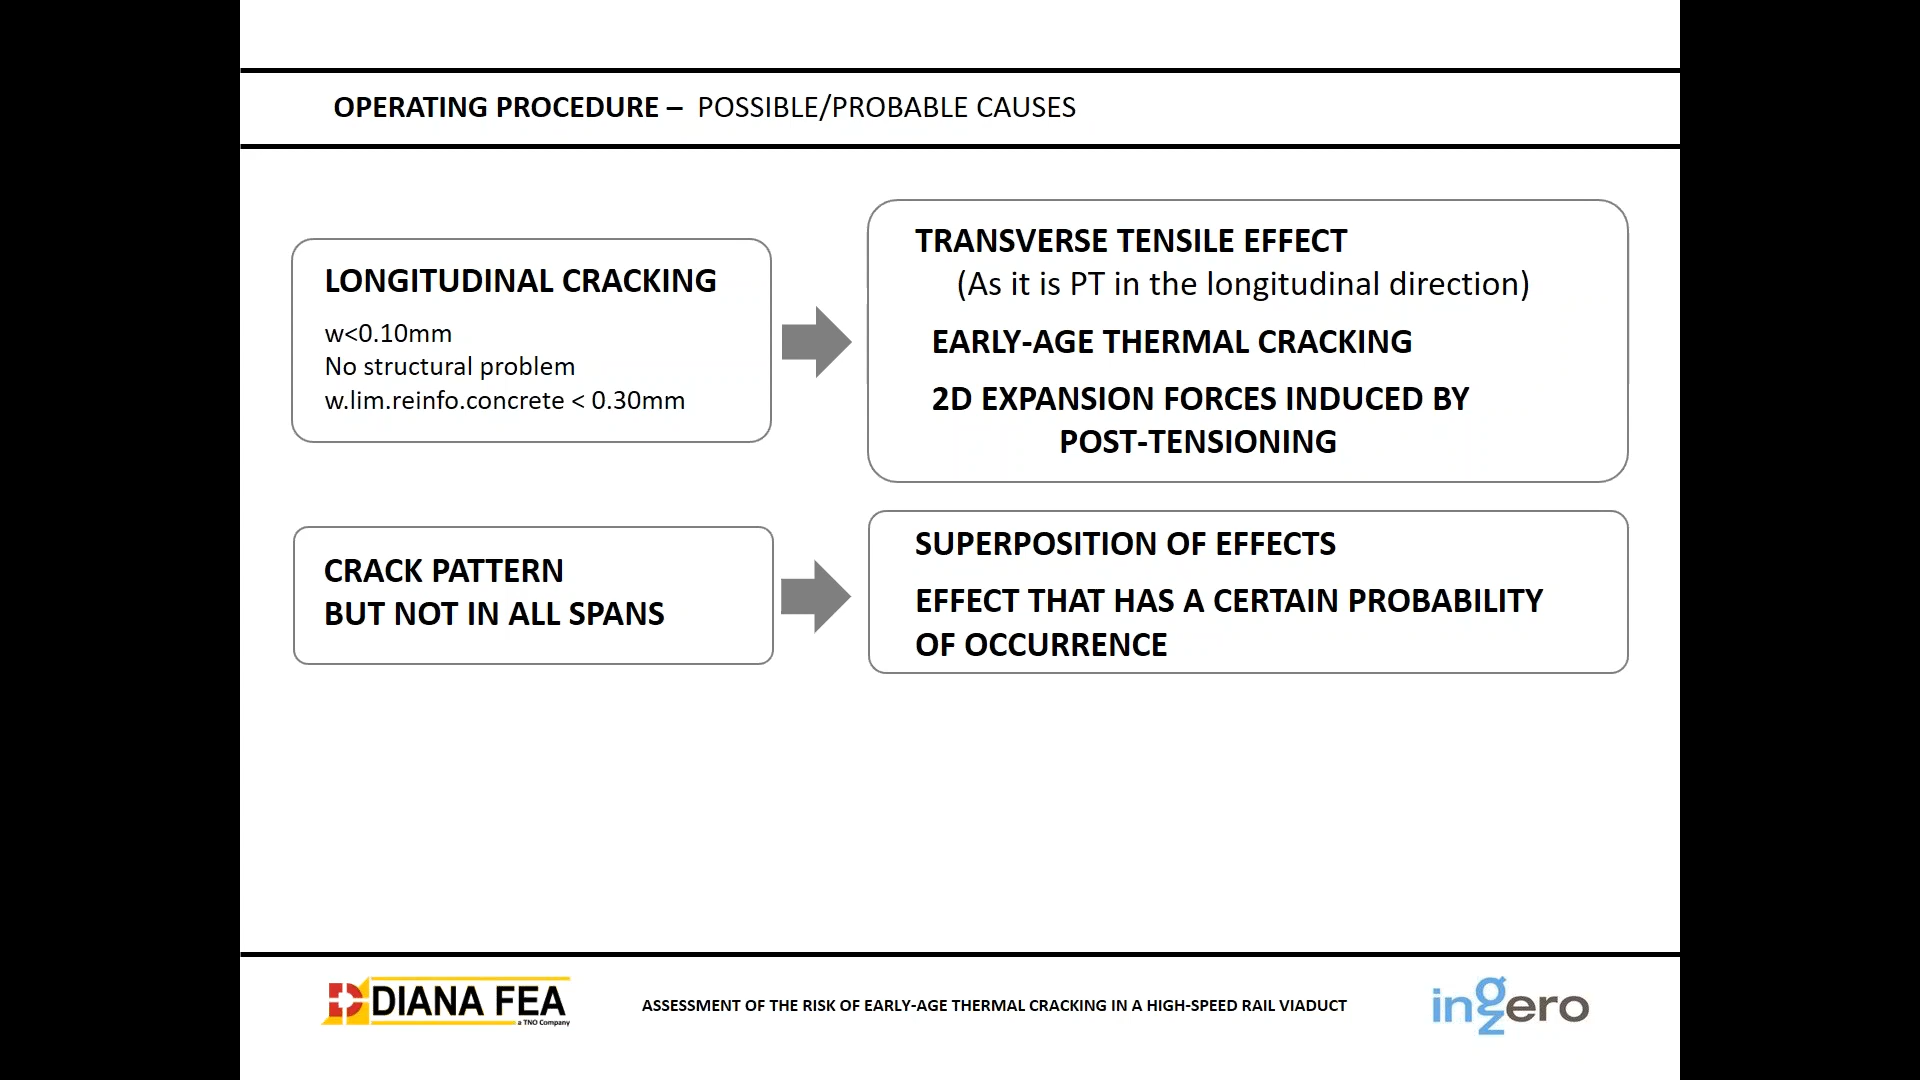 OPERATING PROCEDURE – POSSIBLE/PROBABLE CAUSES
LONGITUDINAL CRACKING
w<0.10mm
No structural problem
w.lim.reinfo.concrete < 0.30mm
TRANSVERSE TENSILE EFFECT
(As it is PT in the longitudinal direction)
EARLY-AGE THERMAL CRACKING
2D EXPANSION FORCES INDUCED BY
POST-TENSIONING
CRACK PATTERN
BUT NOT IN ALL SPANS
SUPERPOSITION OF EFFECTS
EFFECT THAT HAS A CERTAIN PROBABILITY
OF OCCURRENCE
DIANA FEA
a TNO Company
ASSESSMENT OF THE RISK OF EARLY-AGE THERMAL CRACKING IN A HIGH-SPEED RAIL VIADUCT
ingzero